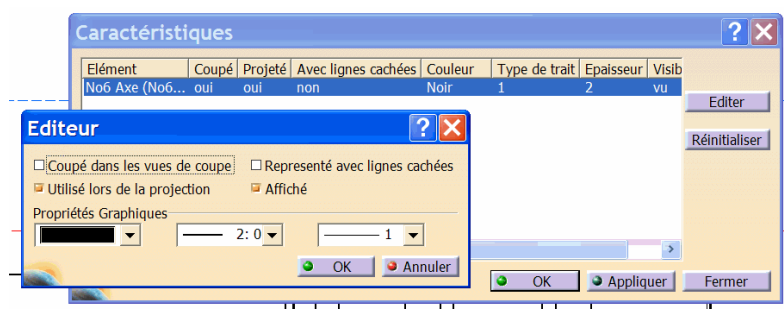 Caractéristiques
Elément Coupé Projeté Avec lignes cachées Couleur Type de trait Epaisseur Visib
No6 Axe (No6... oui oui non Noir 1 2 vu
Editer
Réinitialiser
Editeur
Coupé dans les vues de coupe Representé avec lignes cachées
Utilisé lors de la projection Affiché
Propriétés Graphiques
2: 0 1
OK Annuler
OK Appliquer Fermer